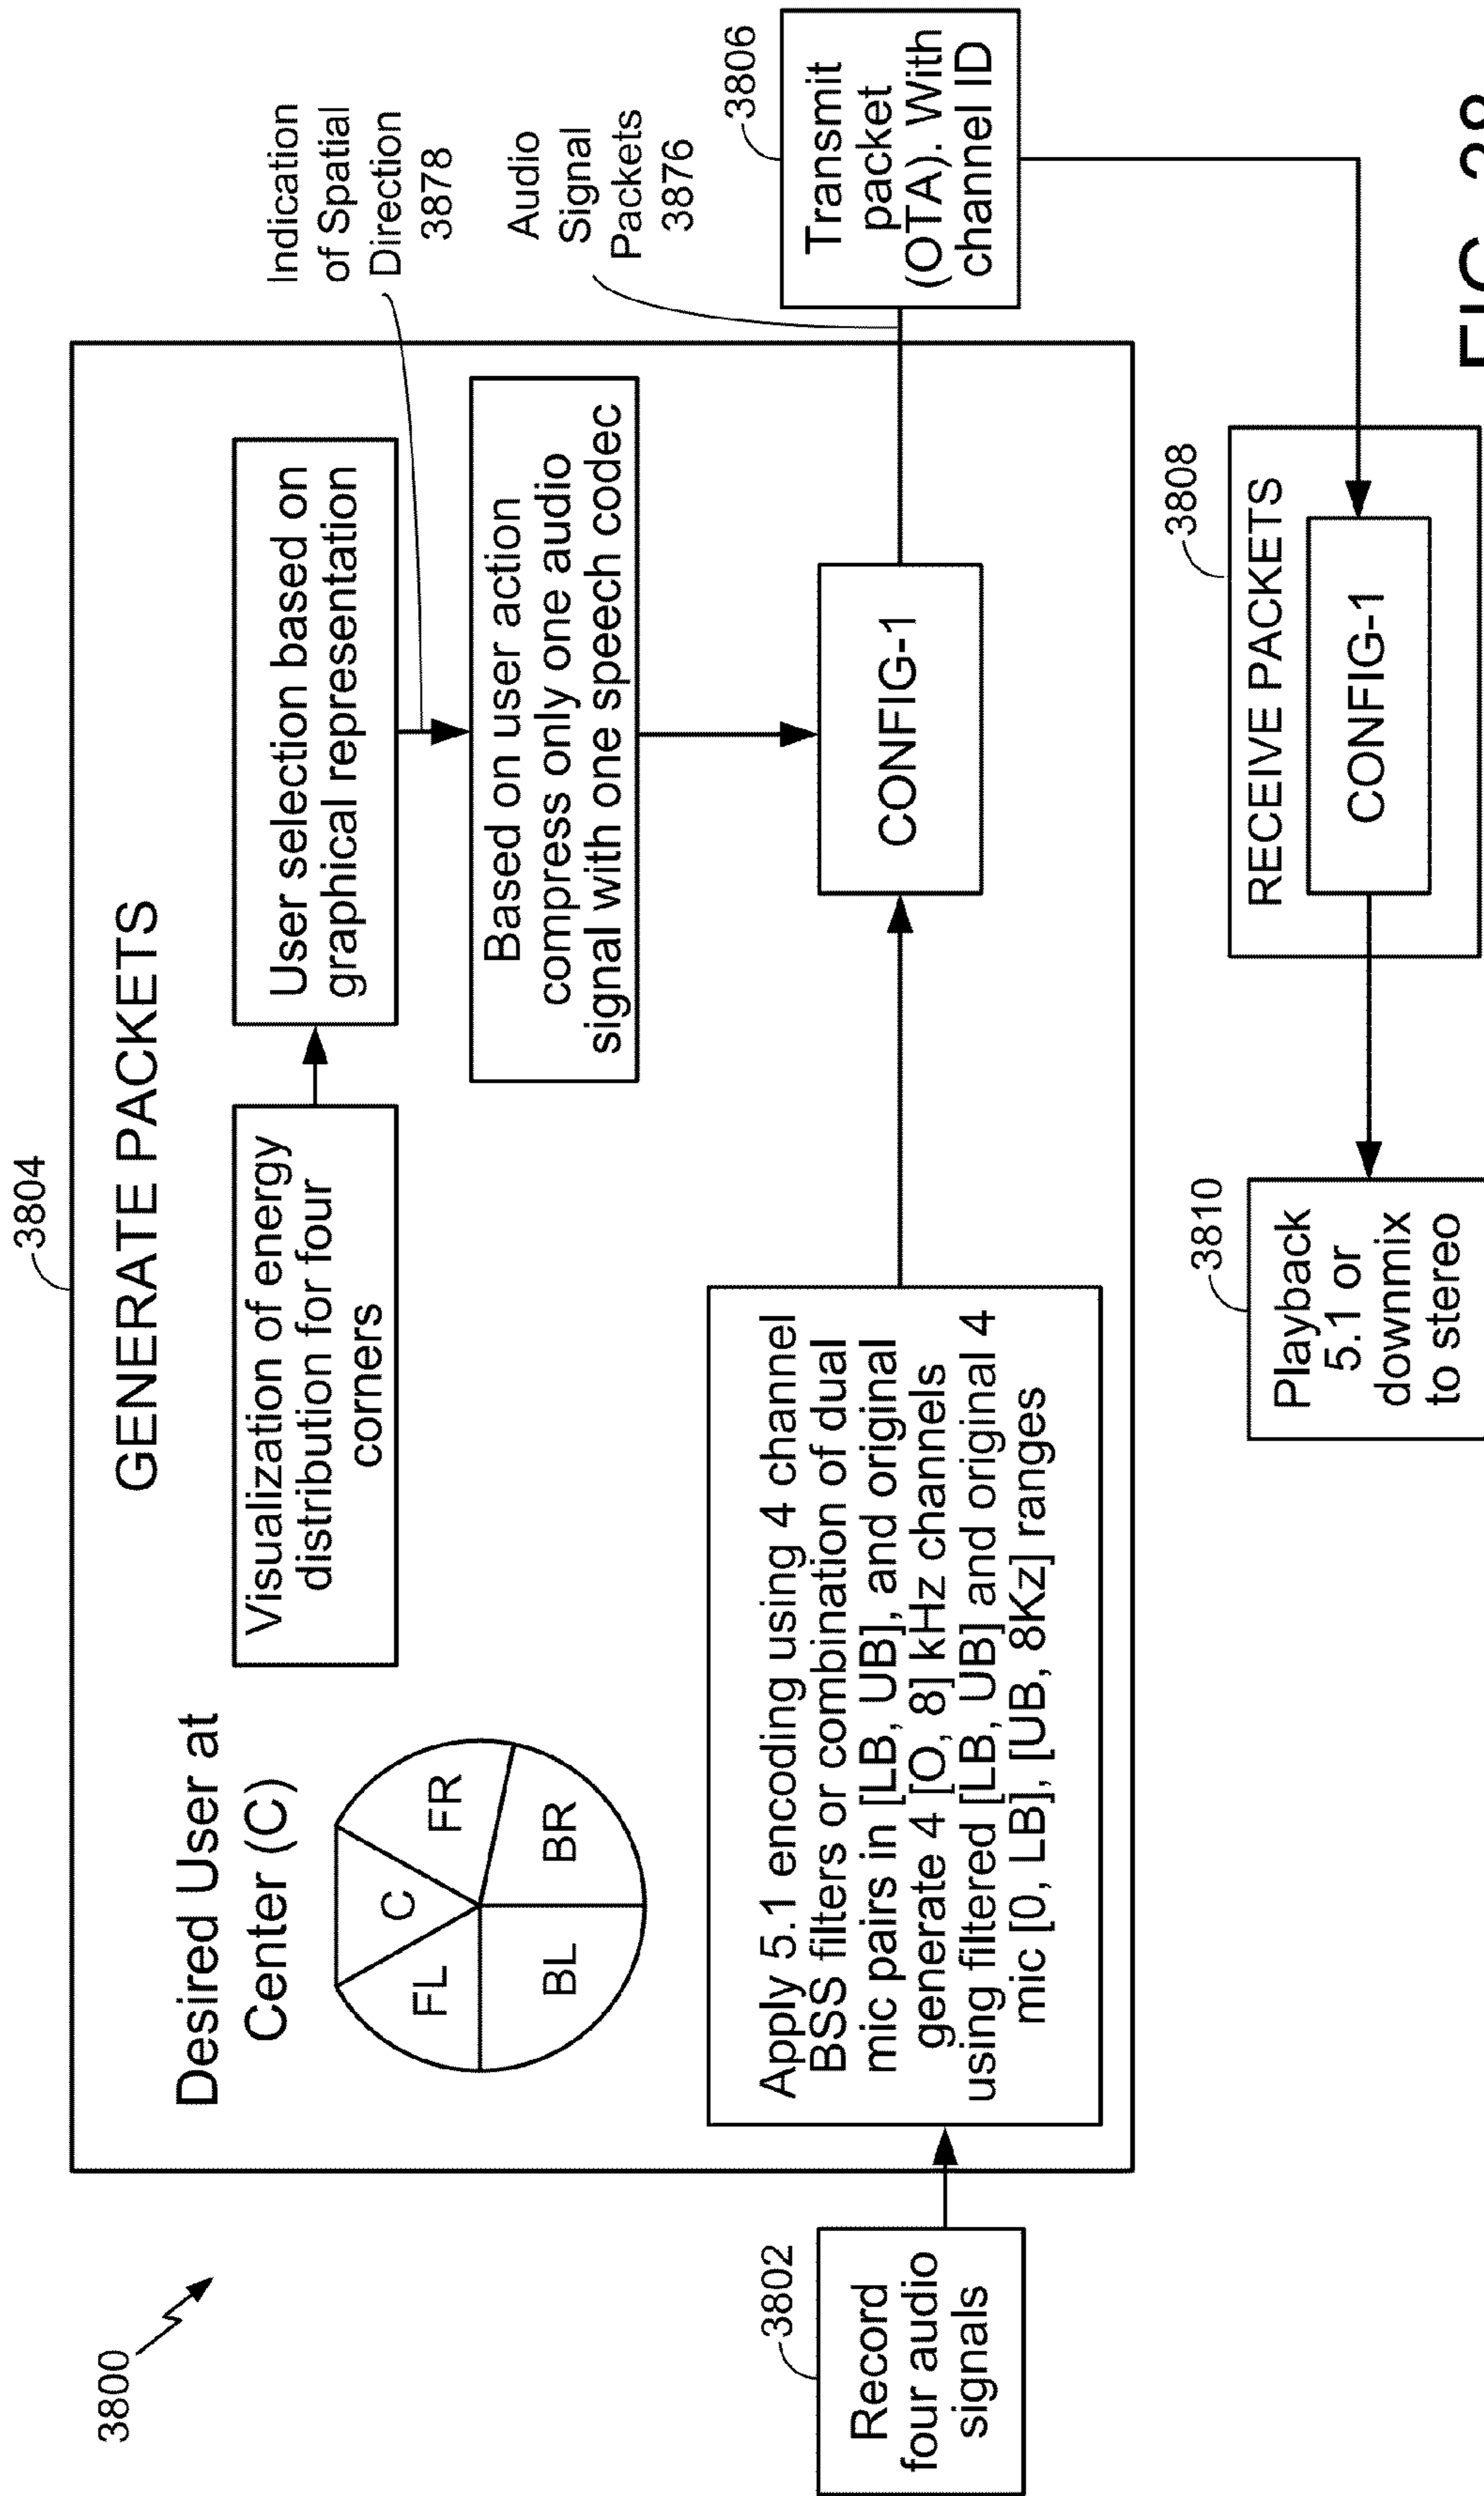 3800
3804
GENERATE PACKETS
Desired User at
Center (C)
FL
C
FR
BL
BR
Visualization of energy
distribution for four
corners
User selection based on
graphical representation
Indication
of Spatial
Direction
3878
Based on user action
compress only one audio
signal with one speech codec
Audio
Signal
Packets
3876
3802
Record
four audio
signals
Apply 5.1 encoding using 4 channel
BSS filters or combination of dual
mic pairs in [LB, UB], and original
generate 4 [O, 8] kHz channels
using filtered [LB, UB] and original 4
mic [0, LB], [UB, 8Kz] ranges
CONFIG-1
3806
Transmit
packet
(OTA). With
channel ID
3808
RECEIVE PACKETS
CONFIG-1
3810
Playback
5.1 or
downmix
to stereo